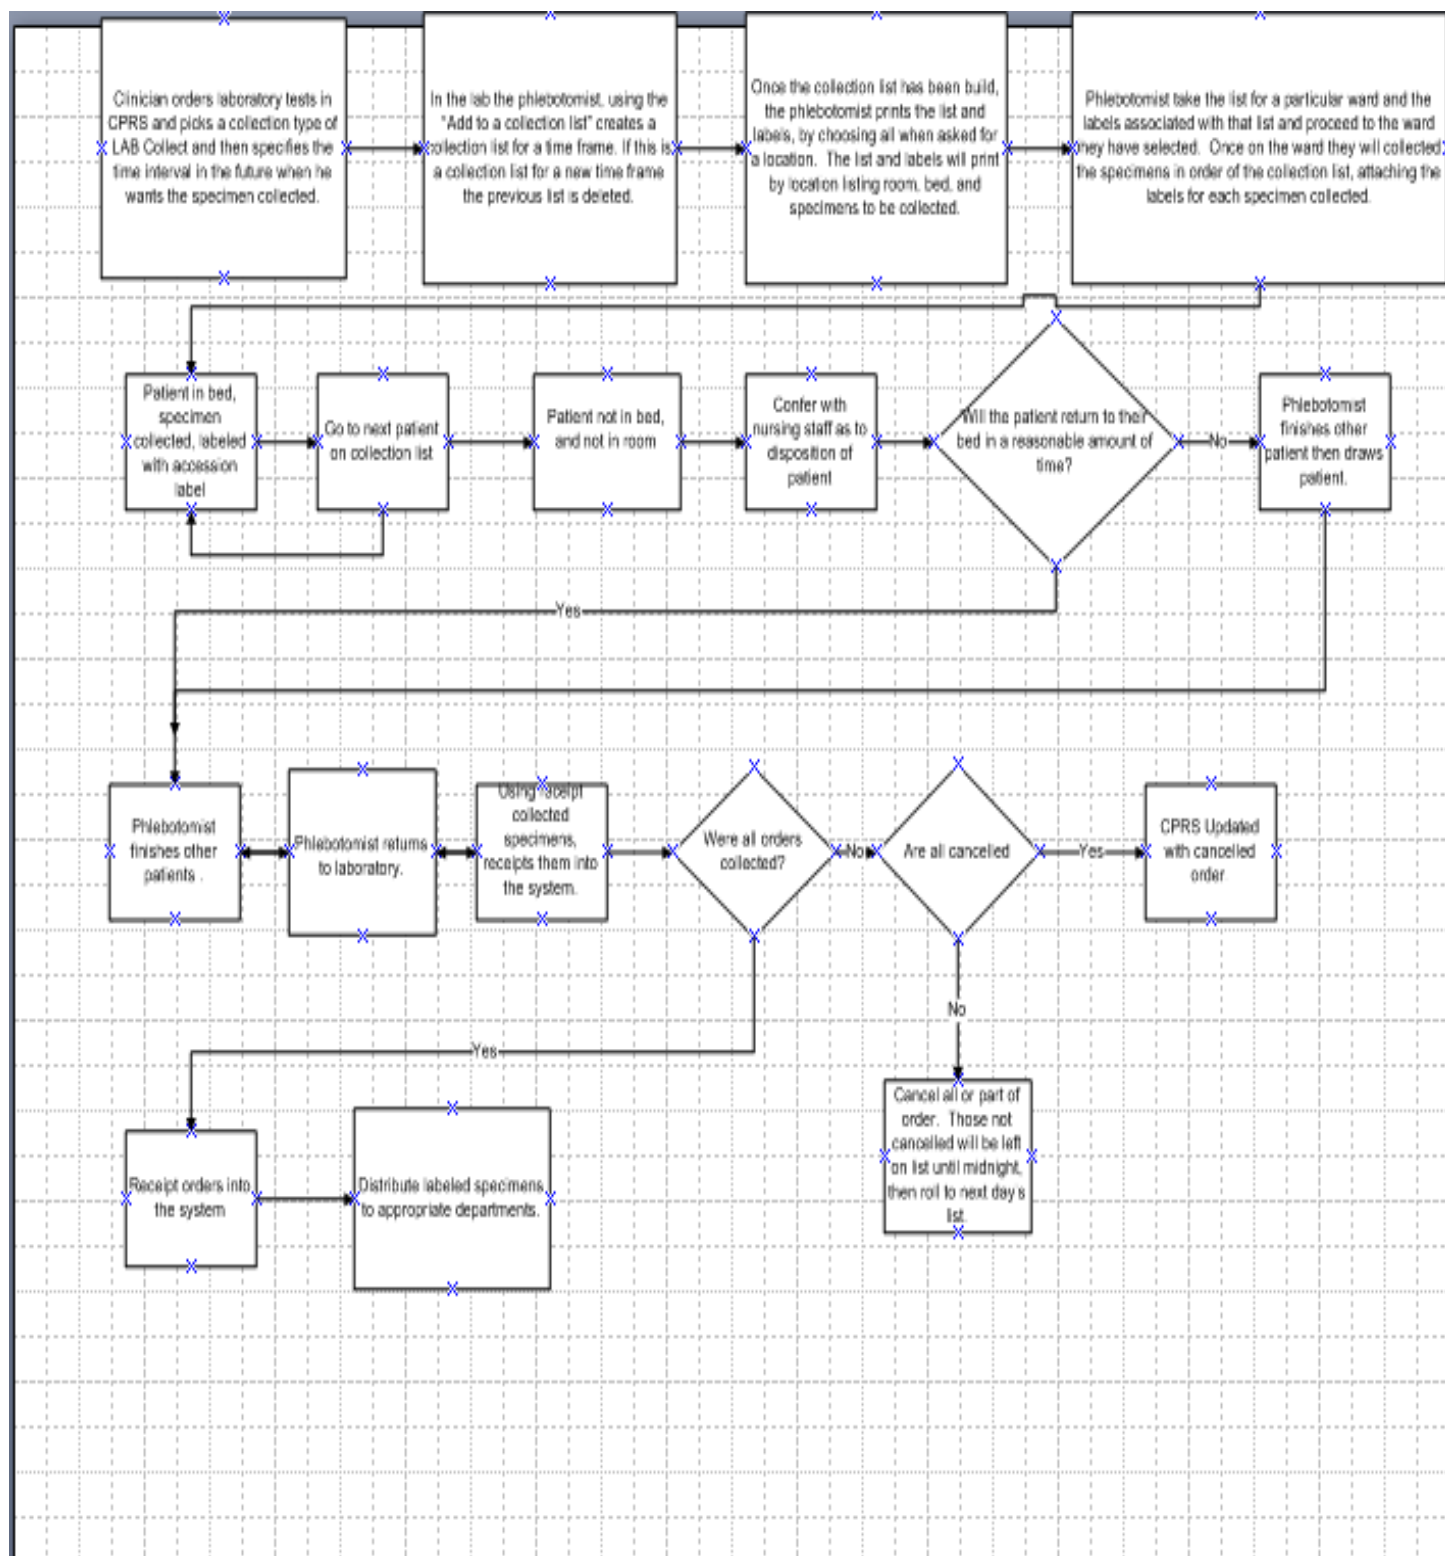 Clinician orders laboratory tests in
CPRS and picks a collection type of
LAB Collect and then specifies the
time interval in the future when he
wants the specimen collected.
In the lab the phlebotomist, using the
"Add to a collection list" creates a
collection list for a time frame. If this is
a collection list for a new time frame
the previous list is deleted.
Once the collection list has been build,
the phlebotomist prints the list and
labels, by choosing all when asked for
a location. The list and labels will print
by location listing room, bed, and
specimens to be collected.
Phlebotomist take the list for a particular ward and the
labels associated with that list and proceed to the ward
they have selected. Once on the ward they will collected
the specimens in order of the collection list, attaching the
labels for each specimen collected.
Patient in bed,
specimen
collected, labeled
with accession
label
Go to next patient
on collection list
Patient not in bed,
and not in room
Confer with
nursing staff as to
disposition of
patient
Will the patient return to their
bed in a reasonable amount of
time?
No
Phlebotomist
finishes other
patient then draws
patient.
Yes
Phlebotomist
finishes other
patients .
Phlebotomist returns
to laboratory.
Using receipt
collected
specimens,
receipts them into
the system.
Were all orders
collected?
No
Are all cancelled
Yes
CPRS Updated
with cancelled
order.
No
Yes
Cancel all or part of
order. Those not
cancelled will be left
on list until midnight,
then roll to next day's
list.
Receipt orders into
the system
Distribute labeled specimens
to appropriate departments.